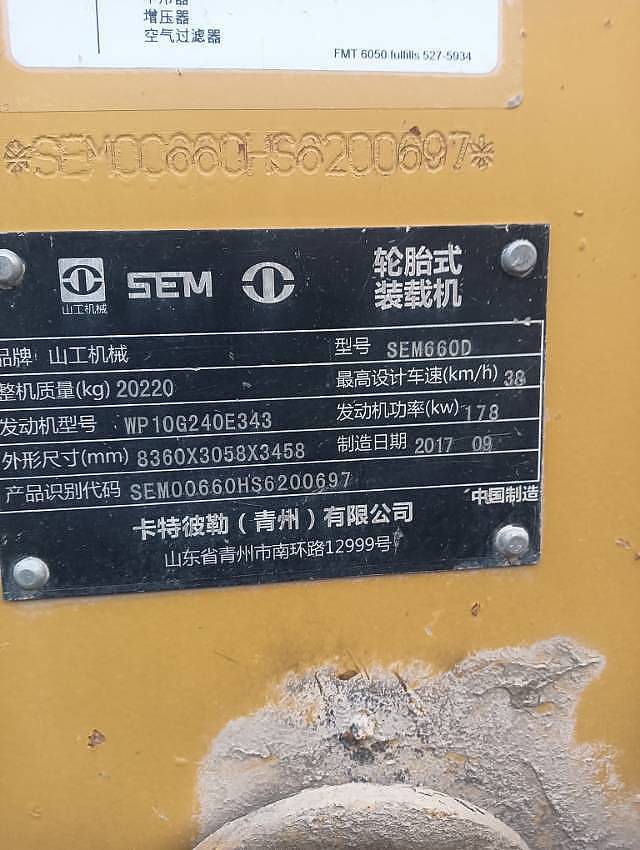 增压器
空气过滤器
FMT 6050 fulfills 527-5934
*SEM00660HS6200697*
山工机械
SEM
轮胎式
装载机
品牌 山工机械
型号 SEM660D
整机质量(kg) 20220
最高设计车速(km/h) 38
发动机型号 WP10G240E343
发动机功率(kw) 178
外形尺寸(mm) 8360X3058X3458
制造日期 2017 09
产品识别代码 SEM00660HS6200697
中国制造
卡特彼勒(青州)有限公司
山东省青州市南环路12999号